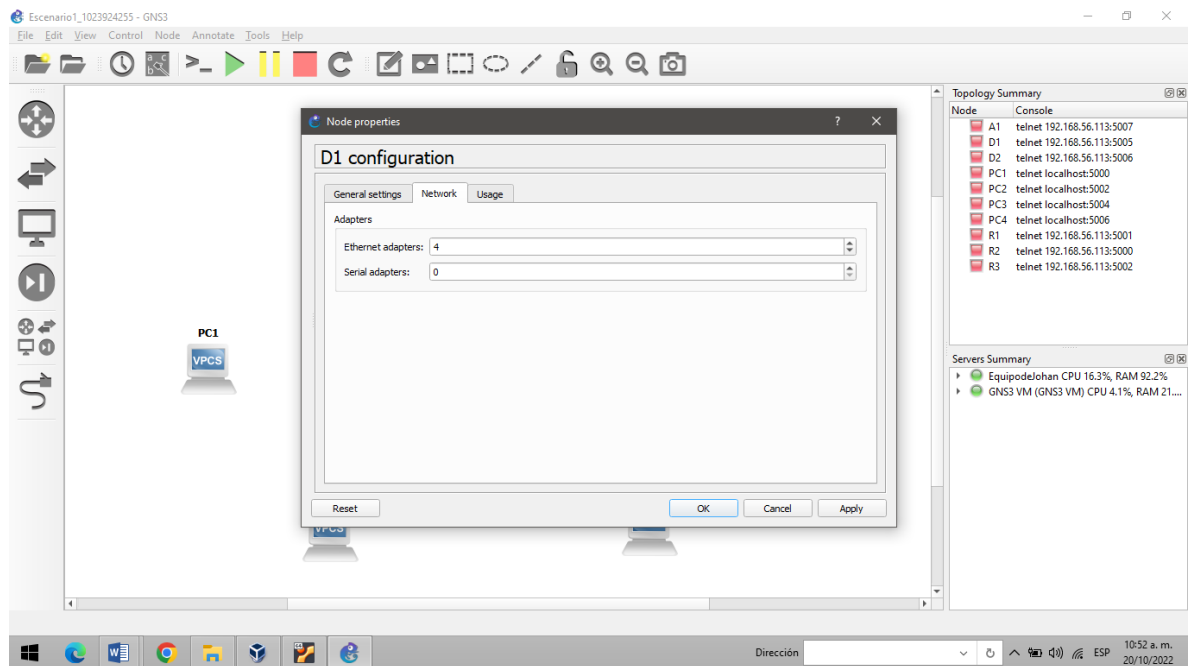 Escenario1_1023924255 - GNS3
File Edit View Control Node Annotate Tools Help
Node properties ? ×
D1 configuration
General settings Network Usage
Adapters
Ethernet adapters: 4
Serial adapters: 0
Reset OK Cancel Apply
PC1
VPCS
VPCS
Topology Summary
Node Console
A1 telnet 192.168.56.113:5007
D1 telnet 192.168.56.113:5005
D2 telnet 192.168.56.113:5006
PC1 telnet localhost:5000
PC2 telnet localhost:5002
PC3 telnet localhost:5004
PC4 telnet localhost:5006
R1 telnet 192.168.56.113:5001
R2 telnet 192.168.56.113:5000
R3 telnet 192.168.56.113:5002
Servers Summary
EquipodeJohan CPU 16.3%, RAM 92.2%
GNS3 VM (GNS3 VM) CPU 4.1%, RAM 21....
Dirección
ESP
10:52 a. m.
20/10/2022